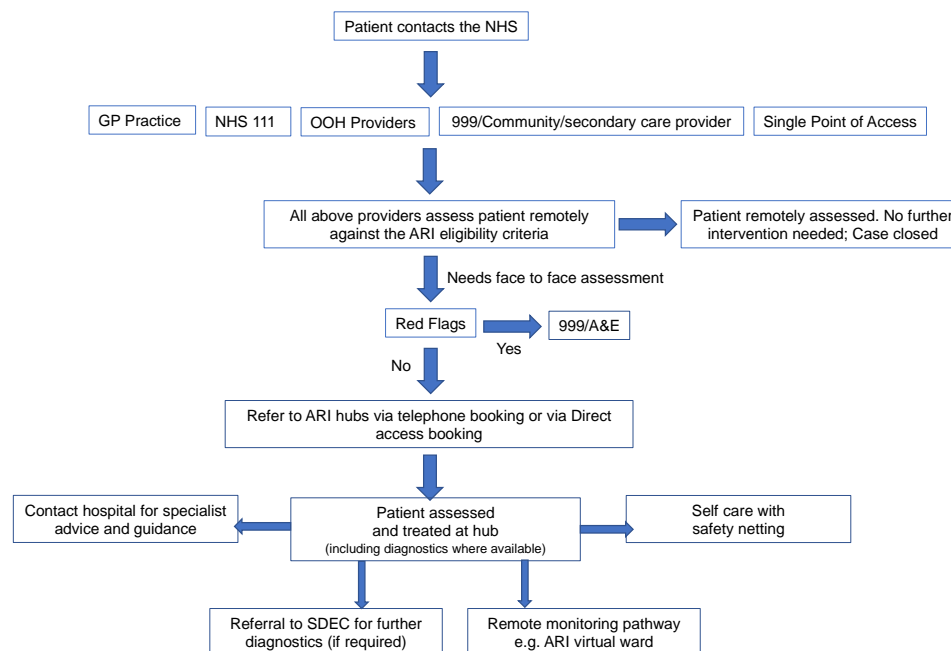 Patient contacts the NHS
GP Practice
NHS 111
OOH Providers
999/Community/secondary care provider
Single Point of Access
All above providers assess patient remotely
against the ARI eligibility criteria
Patient remotely assessed. No further
intervention needed; Case closed
Needs face to face assessment
Red Flags
999/A&E
Yes
No
Refer to ARI hubs via telephone booking or via Direct
access booking
Contact hospital for specialist
advice and guidance
Patient assessed
and treated at hub
(including diagnostics where available)
Self care with
safety netting
Referral to SDEC for further
diagnostics (if required)
Remote monitoring pathway
e.g. ARI virtual ward